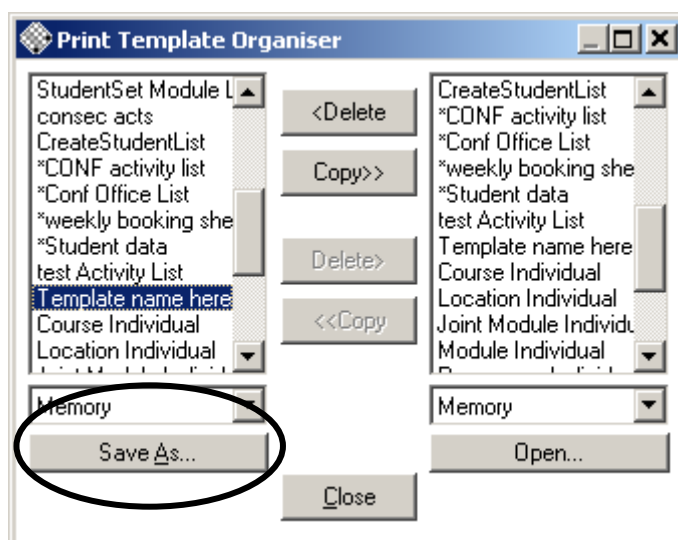 Print Template Organiser
StudentSet Module L
consec acts
CreateStudentList
*CONF activity list
*Conf Office List
*weekly booking she
*Student data
test Activity List
Template name here
Course Individual
Location Individual
Memory
Save As...
<Delete
Copy>>
Delete>
<<Copy
Close
CreateStudentList
*CONF activity list
*Conf Office List
*weekly booking she
*Student data
test Activity List
Template name here
Course Individual
Location Individual
Joint Module Individu
Module Individual
Memory
Open...